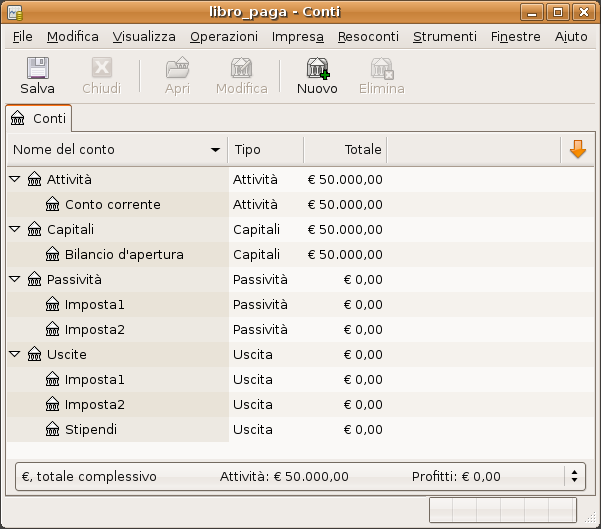 libro_paga - Conti
File Modifica Visualizza Operazioni Impresa Resoconti Strumenti Finestre Aiuto
Salva Chiudi Apri Modifica Nuovo Elimina
Conti
Nome del conto Tipo Totale
Attività Attività € 50.000,00
Conto corrente Attività € 50.000,00
Capitali Capitali € 50.000,00
Bilancio d'apertura Capitali € 50.000,00
Passività Passività € 0,00
Imposta1 Passività € 0,00
Imposta2 Passività € 0,00
Uscite Uscita € 0,00
Imposta1 Uscita € 0,00
Imposta2 Uscita € 0,00
Stipendi Uscita € 0,00
€, totale complessivo Attività: € 50.000,00 Profitti: € 0,00